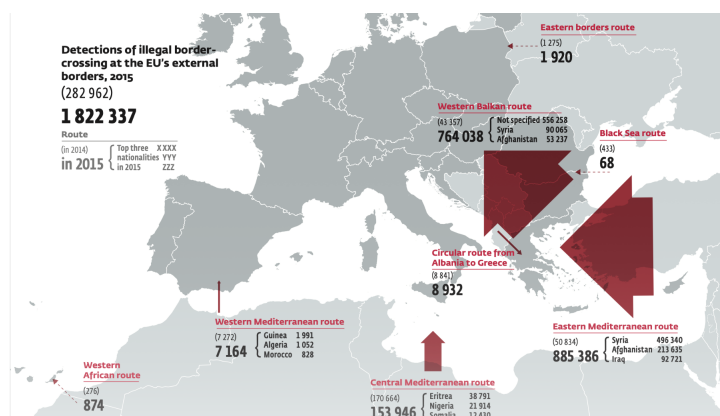 Detections of illegal border-
crossing at the EU's external
borders, 2015
(282 962)
1 822 337
Route
(in 2014)
in 2015
Top three XXXX
nationalities YYY
in 2015 ZZZ
Eastern borders route
(1 275)
1 920
Western Balkan route
(43 357)
764 038
Not specified 556 258
Syria 90 065
Afghanistan 53 237
Black Sea route
(433)
68
Circular route from
Albania to Greece
(8 841)
8 932
Western Mediterranean route
(7 272)
7 164
Guinea 1 991
Algeria 1 052
Morocco 828
Eastern Mediterranean route
(50 834)
885 386
Syria 496 340
Afghanistan 213 635
Iraq 92 721
Western
African route
(276)
874
Central Mediterranean route
(170 664)
153 946
Eritrea 38 791
Nigeria 21 914
Somalia 12 430